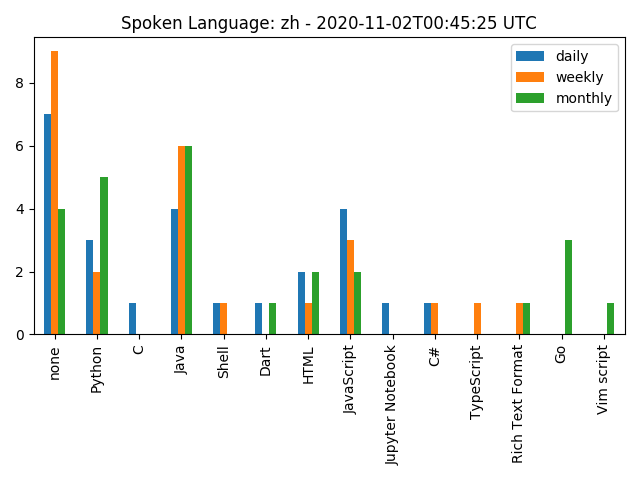 Spoken Language: zh - 2020-11-02T00:45:25 UTC
daily
weekly
monthly
8
6
4
2
0
none
Python
C
Java
Shell
Dart
HTML
JavaScript
Jupyter Notebook
C#
TypeScript
Rich Text Format
Go
Vim script